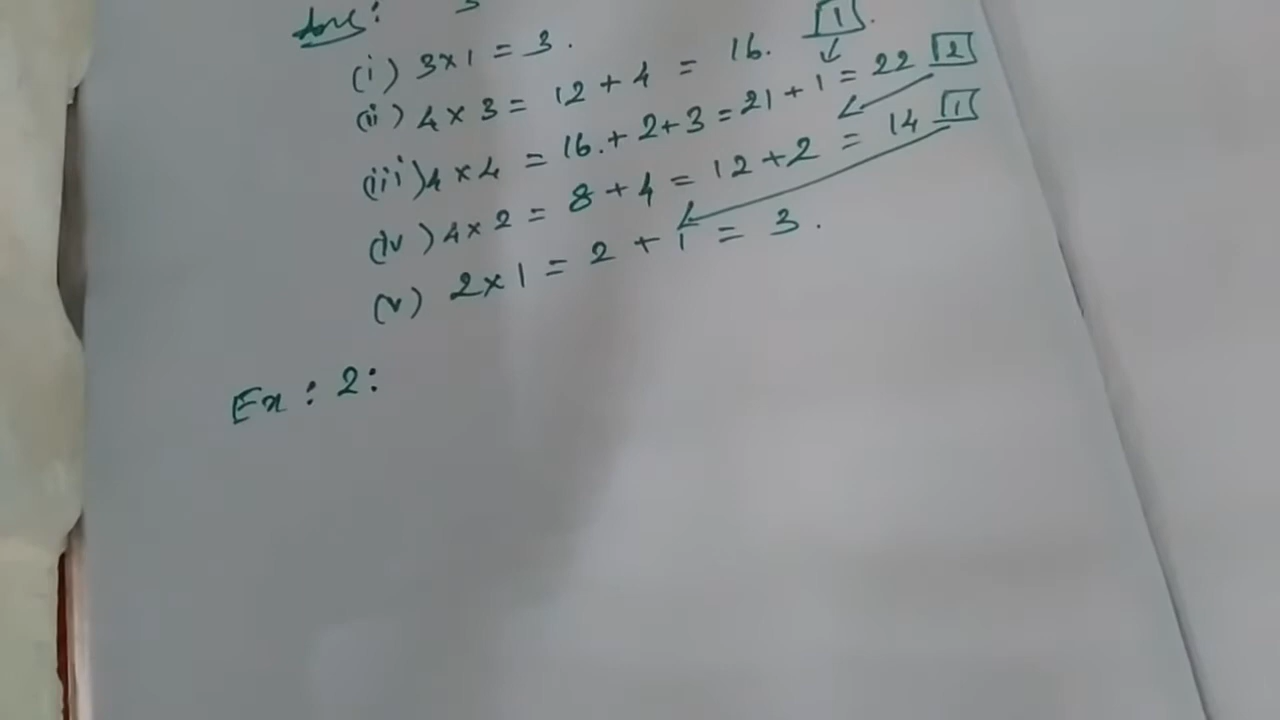 Ans:
(i) 3×1 = 3.
(ii) 4 × 3 = 12 + 4 = 16. 1
(iii) 4 × 4 = 16. + 2 + 3 = 21 + 1 = 22 2
(iv) 4 × 2 = 8 + 4 = 12 + 2 = 14 1
(v) 2 × 1 = 2 + 1 = 3.
Ex : 2 :